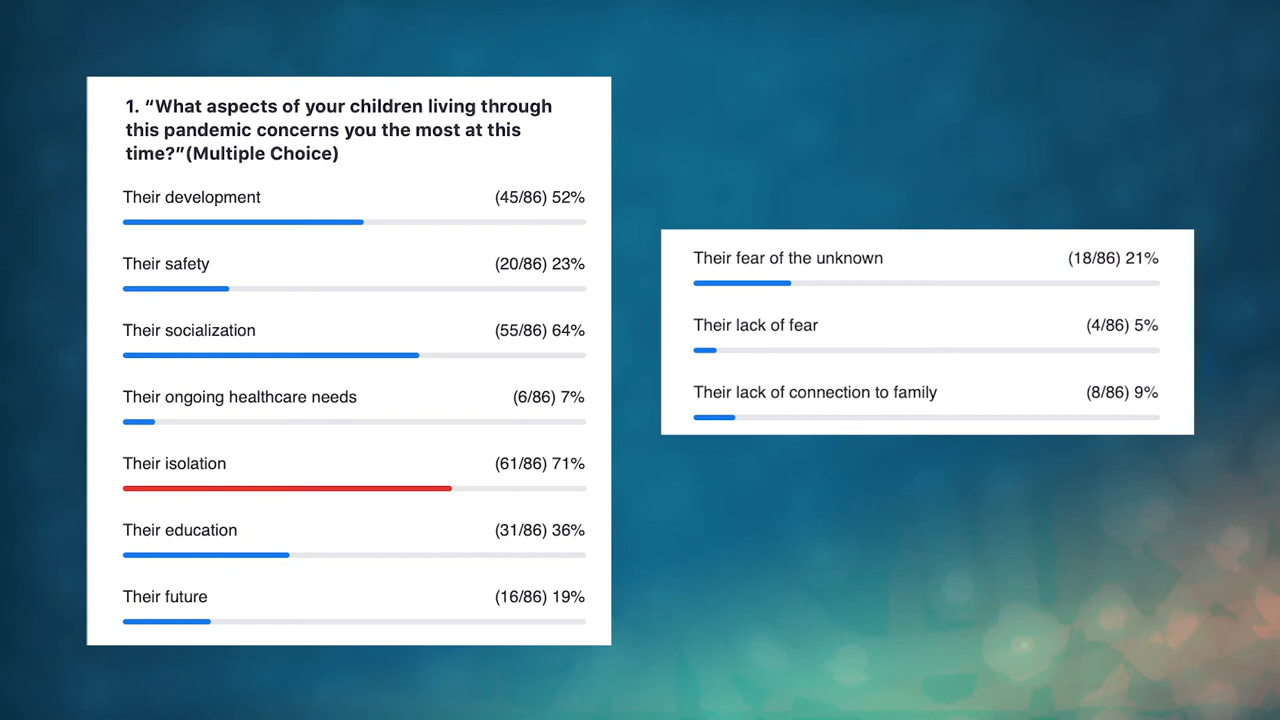 1. “What aspects of your children living through
this pandemic concerns you the most at this
time?”(Multiple Choice)
Their development (45/86) 52%
Their safety (20/86) 23%
Their socialization (55/86) 64%
Their ongoing healthcare needs (6/86) 7%
Their isolation (61/86) 71%
Their education (31/86) 36%
Their future (16/86) 19%
Their fear of the unknown (18/86) 21%
Their lack of fear (4/86) 5%
Their lack of connection to family (8/86) 9%